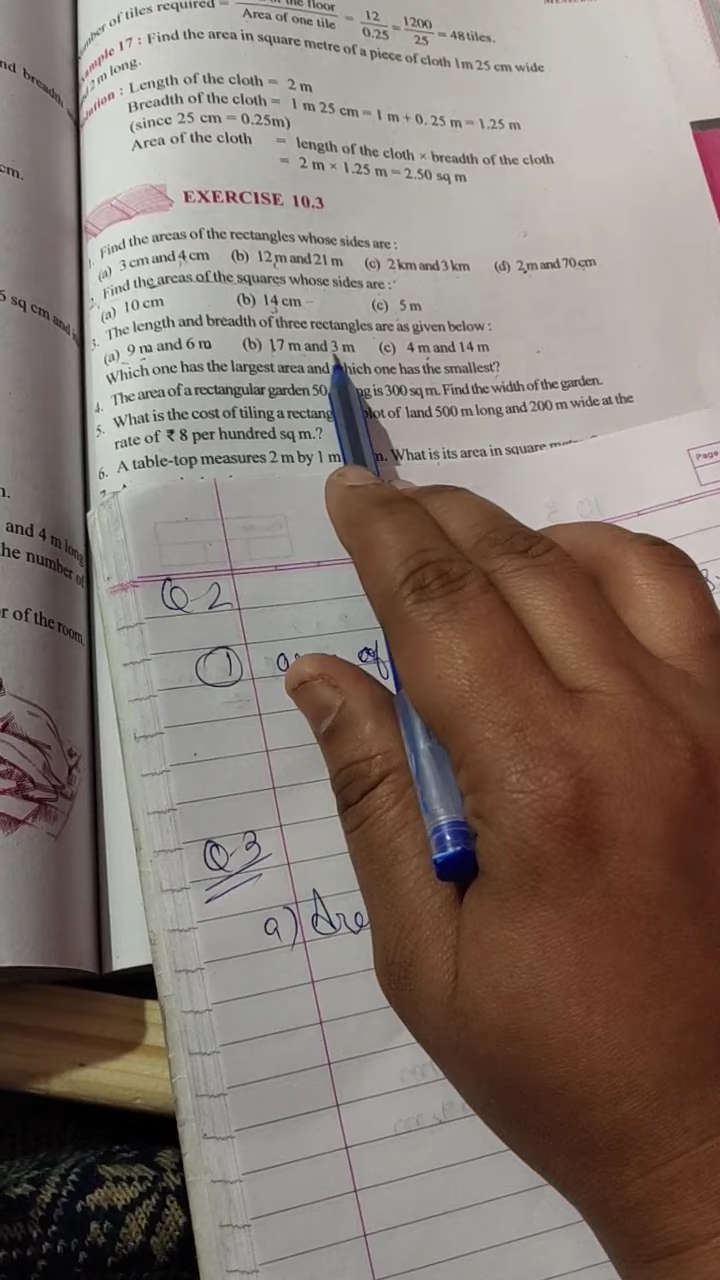 umber of tiles required = of the floor / Area of one tile = 12/0.25 = 1200/25 = 48 tiles.
ample 17 : Find the area in square metre of a piece of cloth 1m 25 cm wide
2 m long.
lution : Length of the cloth = 2 m
Breadth of the cloth = 1 m 25 cm = 1 m + 0.25 m = 1.25 m
(since 25 cm = 0.25m)
Area of the cloth = length of the cloth × breadth of the cloth
= 2 m × 1.25 m = 2.50 sq m
EXERCISE 10.3
1. Find the areas of the rectangles whose sides are :
(a) 3 cm and 4 cm (b) 12 m and 21 m (c) 2 km and 3 km (d) 2 m and 70 cm
2. Find the areas of the squares whose sides are :
(a) 10 cm (b) 14 cm (c) 5 m
3. The length and breadth of three rectangles are as given below :
(a) 9 m and 6 m (b) 17 m and 3 m (c) 4 m and 14 m
Which one has the largest area and which one has the smallest?
4. The area of a rectangular garden 50 ng is 300 sq m. Find the width of the garden.
5. What is the cost of tiling a rectang plot of land 500 m long and 200 m wide at the
rate of ₹ 8 per hundred sq m.?
6. A table-top measures 2 m by 1 m m. What is its area in square
nd breadth
cm.
5 sq cm and
and 4 m long
he number of
r of the room
Page
Q-2
① of
Q-3
a) Are